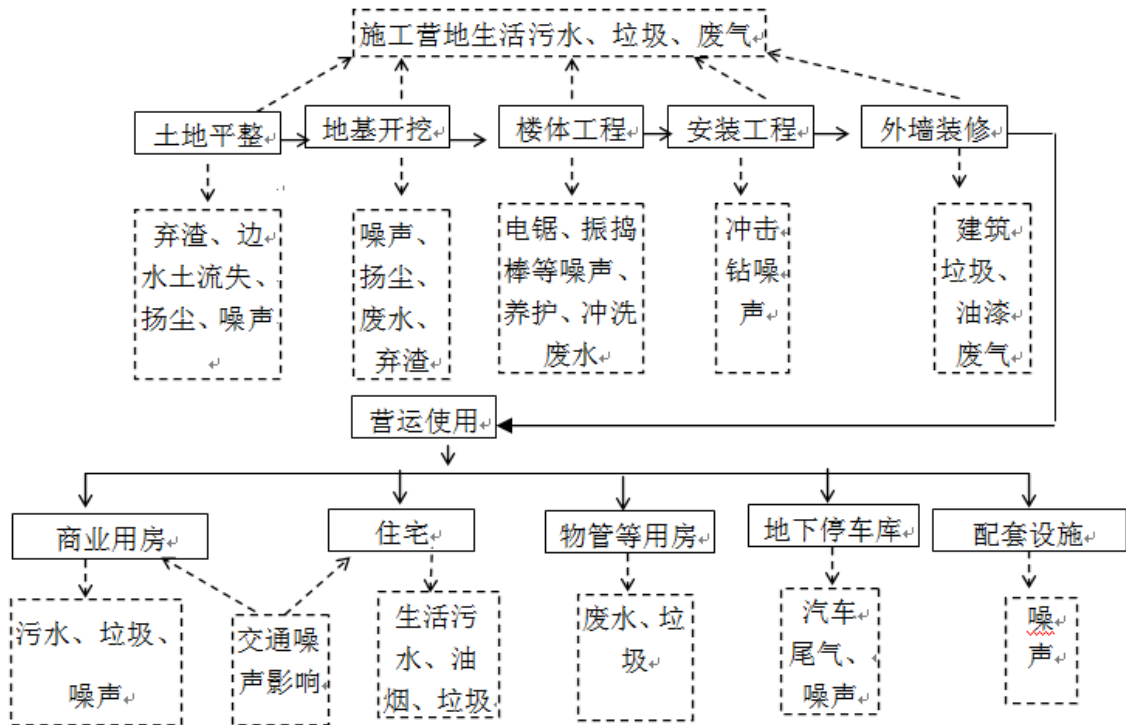 施工营地生活污水、垃圾、废气
土地平整
地基开挖
楼体工程
安装工程
外墙装修
弃渣、边
水土流失、
扬尘、噪声
噪声、
扬尘、
废水、
弃渣
电锯、振捣
棒等噪声、
养护、冲洗
废水
冲击
钻噪
声
建筑
垃圾、
油漆
废气
营运使用
商业用房
住宅
物管等用房
地下停车库
配套设施
污水、垃圾、
噪声
交通噪
声影响
生活污
水、油
烟、垃圾
废水、垃
圾
汽车
尾气、
噪声
噪
声